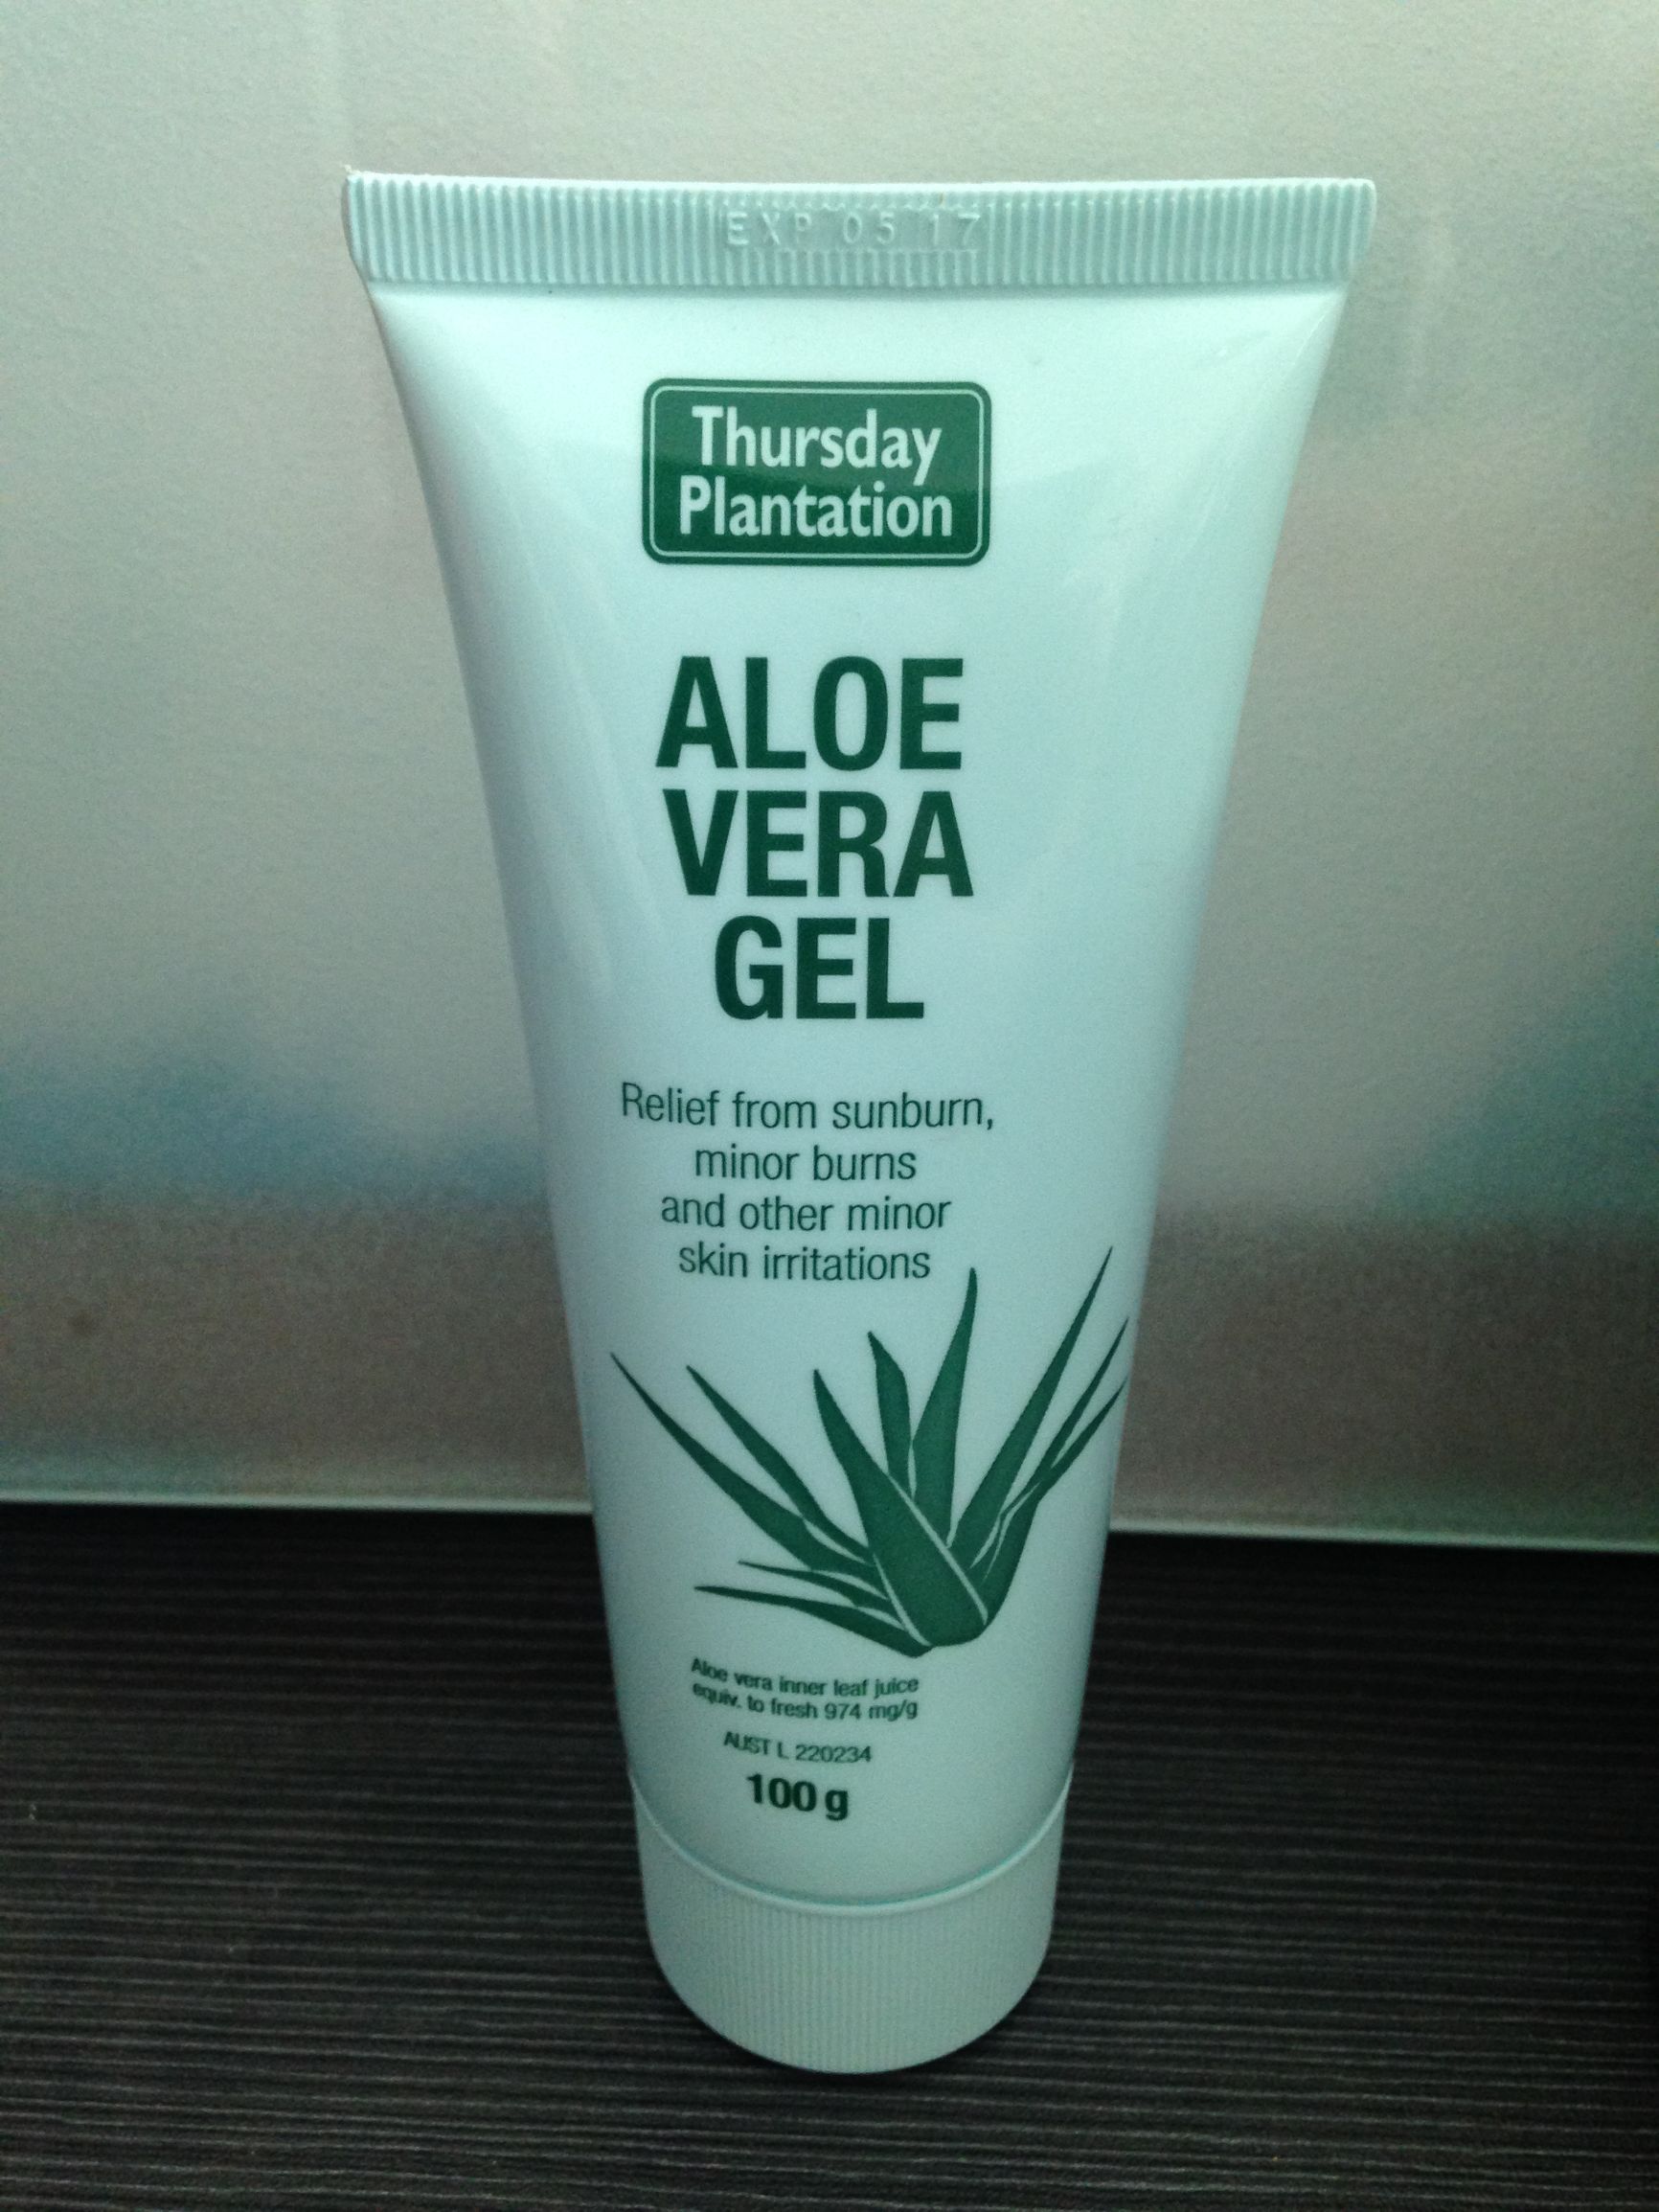 EXP 05 17
Thursday
Plantation
ALOE
VERA
GEL
Relief from sunburn,
minor burns
and other minor
skin irritations
Aloe vera inner leaf juice
equiv. to fresh 974 mg/g
AUST L 220234
100 g